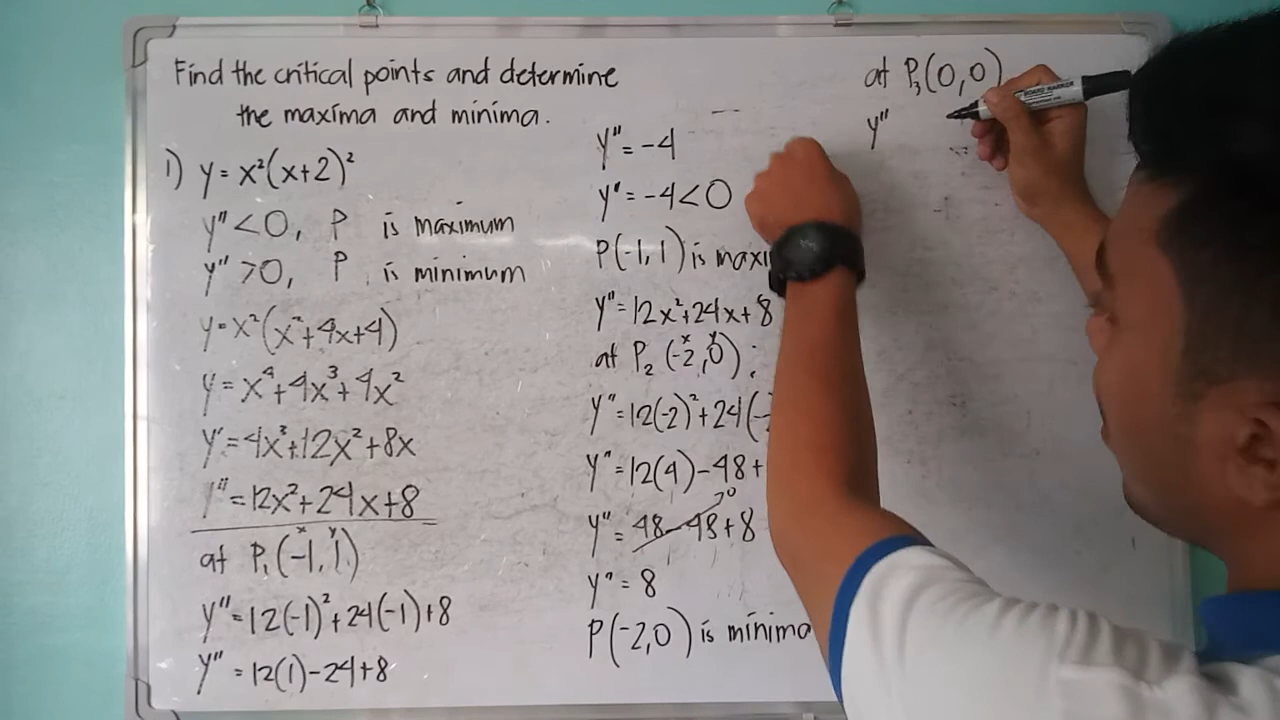 Find the critical points and determine
the maxima and minima.
1) y = x²(x+2)²
y" < 0, P is maximum
y" > 0, P is minimum
y = x²(x²+4x+4)
y = x⁴+4x³+4x²
y' = 4x³+12x²+8x
y" = 12x²+24x+8
x y
at P₁(-1,1)
y" = 12(-1)²+24(-1)+8
y" = 12(1)-24+8
y" = -4
y" = -4 < 0
P(-1,1) is
y" = 12x²+24x+8
x y
at P₂(-2,0);
y" = 12(-2)²+24(-
y" = 12(4)-48+
0
y" = 48-48+8
y" = 8
P(-2,0) is minima
at P₃(0,0)
y"
BOARD MARKER